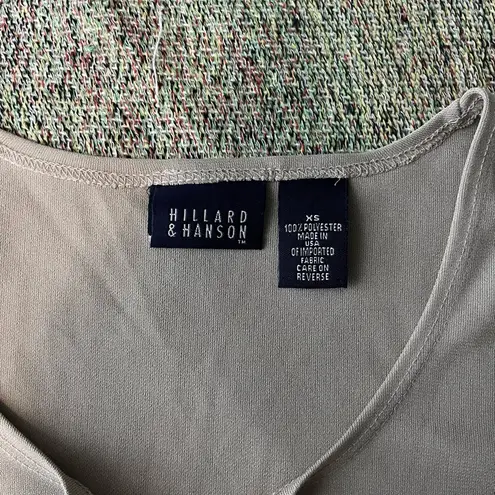 HILLARD
& HANSON
TM
XS
100% POLYESTER
MADE IN
USA
OF IMPORTED
FABRIC
CARE ON
REVERSE